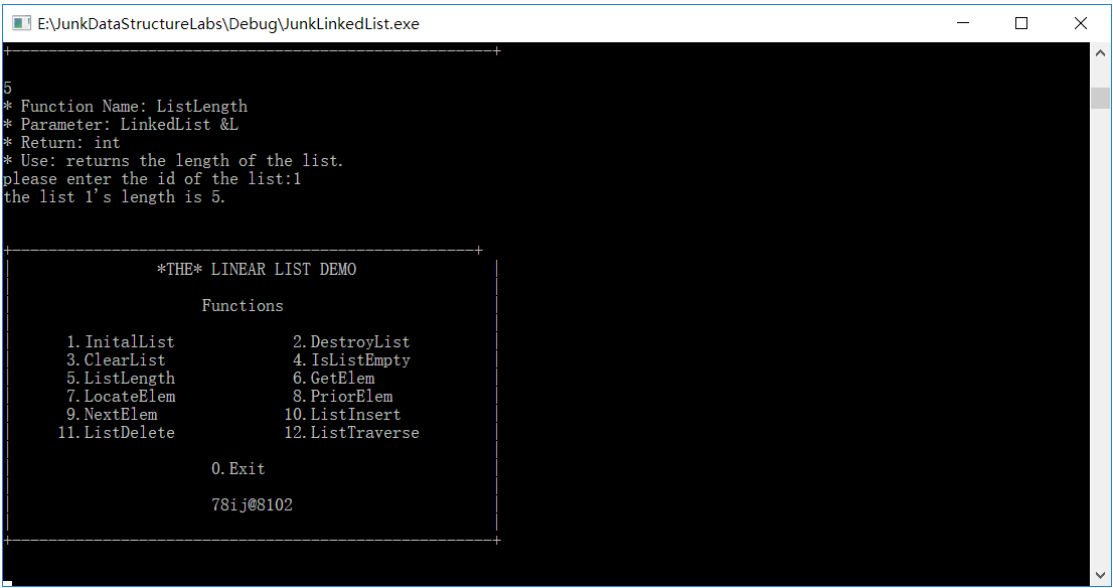 E:\JunkDataStructureLabs\Debug\JunkLinkedList.exe
+---------------------------------------------------+
5
* Function Name: ListLength
* Parameter: LinkedList &L
* Return: int
* Use: returns the length of the list.
please enter the id of the list:1
the list 1's length is 5.
+-------------------------------------------------+
| *THE* LINEAR LIST DEMO |
| |
| Functions |
| |
| 1.InitalList 2.DestroyList |
| 3.ClearList 4.IsListEmpty |
| 5.ListLength 6.GetElem |
| 7.LocateElem 8.PriorElem |
| 9.NextElem 10.ListInsert |
| 11.ListDelete 12.ListTraverse |
| |
| 0.Exit |
| |
| 78ij@8102 |
| |
+---------------------------------------------------+